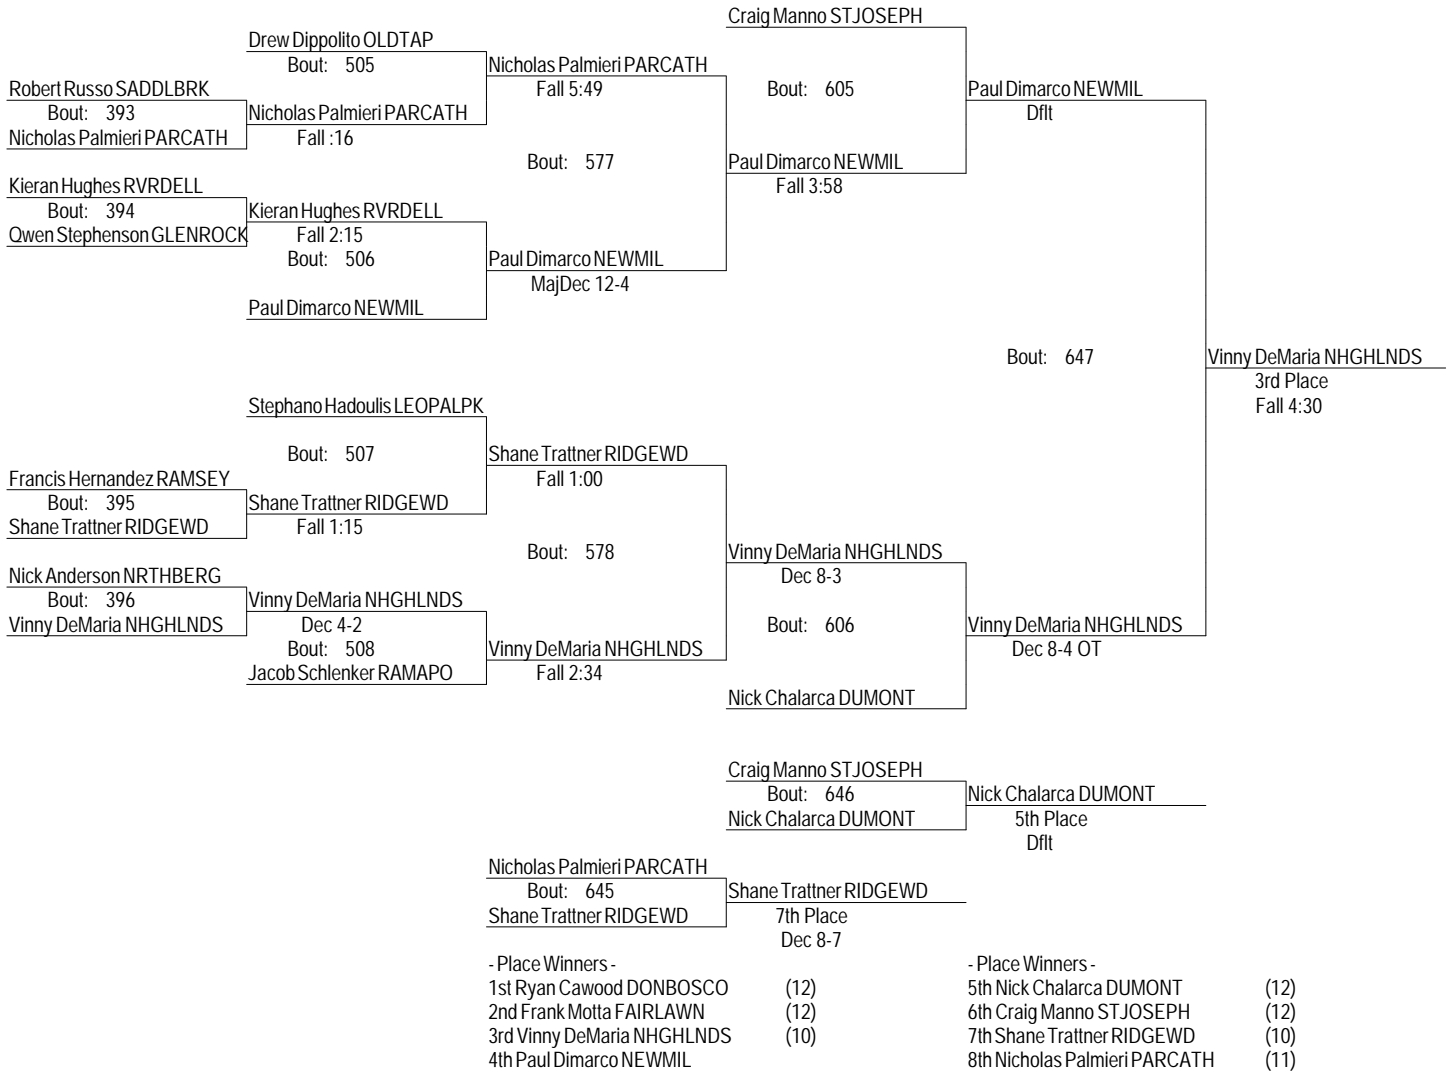 Craig Manno STJOSEPH
Drew Dippolito OLDTAP
Bout: 505
Nicholas Palmieri PARCATH
Fall 5:49
Bout: 605
Robert Russo SADDLBRK
Bout: 393
Nicholas Palmieri PARCATH
Nicholas Palmieri PARCATH
Fall :16
Paul Dimarco NEWMIL
Dflt
Bout: 577
Paul Dimarco NEWMIL
Fall 3:58
Kieran Hughes RVRDELL
Bout: 394
Qwen Stephenson GLENROCK
Kieran Hughes RVRDELL
Fall 2:15
Bout: 506
Paul Dimarco NEWMIL
Paul Dimarco NEWMIL
MajDec 12-4
Bout: 647
Vinny DeMaria NHGHLNDS
3rd Place
Fall 4:30
Stephano Hadoulis LEOPALPK
Bout: 507
Shane Trattner RIDGEWD
Fall 1:00
Francis Hernandez RAMSEY
Bout: 395
Shane Trattner RIDGEWD
Shane Trattner RIDGEWD
Fall 1:15
Bout: 578
Vinny DeMaria NHGHLNDS
Dec 8-3
Nick Anderson NRTHBERG
Bout: 396
Vinny DeMaria NHGHLNDS
Vinny DeMaria NHGHLNDS
Dec 4-2
Bout: 508
Jacob Schlenker RAMAPO
Vinny DeMaria NHGHLNDS
Fall 2:34
Bout: 606
Vinny DeMaria NHGHLNDS
Dec 8-4 OT
Nick Chalarca DUMONT
Craig Manno STJOSEPH
Bout: 646
Nick Chalarca DUMONT
Nick Chalarca DUMONT
5th Place
Dflt
Nicholas Palmieri PARCATH
Bout: 645
Shane Trattner RIDGEWD
Shane Trattner RIDGEWD
7th Place
Dec 8-7
- Place Winners -
1st Ryan Cawood DONBOSCO (12)
2nd Frank Motta FAIRLAWN (12)
3rd Vinny DeMaria NHGHLNDS (10)
4th Paul Dimarco NEWMIL
- Place Winners -
5th Nick Chalarca DUMONT (12)
6th Craig Manno STJOSEPH (12)
7th Shane Trattner RIDGEWD (10)
8th Nicholas Palmieri PARCATH (11)